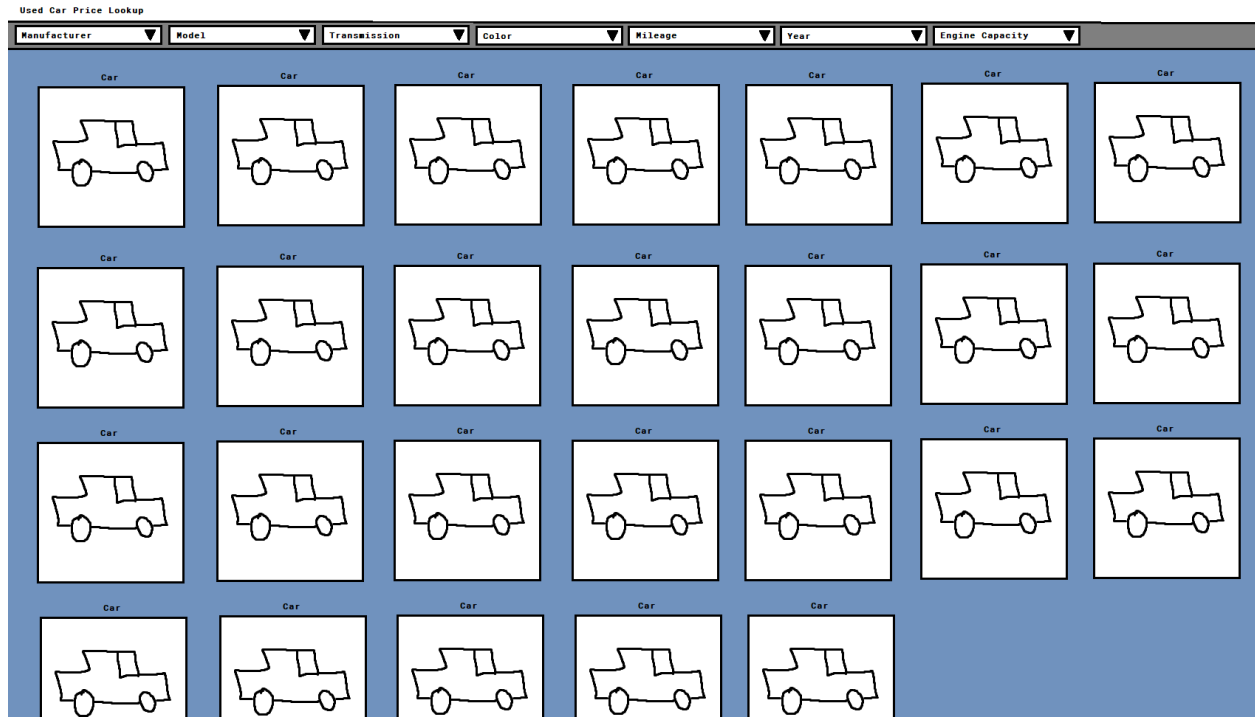 Used Car Price Lookup
Manufacturer Model Transmission Color Mileage Year Engine Capacity
Car Car Car Car Car Car Car
Car Car Car Car Car Car Car
Car Car Car Car Car Car Car
Car Car Car Car Car